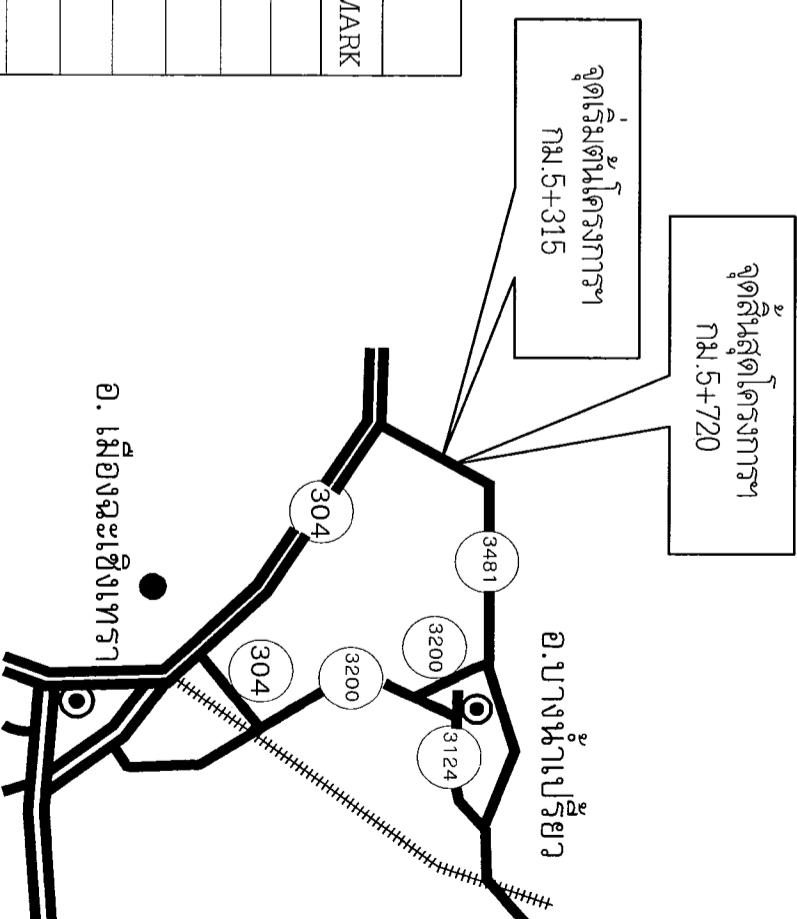 MARK
จุดสิ้นสุดโครงการฯ
กม.5+720
จุดเริ่มต้นโครงการฯ
กม.5+315
อ.บางน้ำเปรี้ยว
3481
3200
3124
3200
304
304
อ. เมืองฉะเชิงเทรา